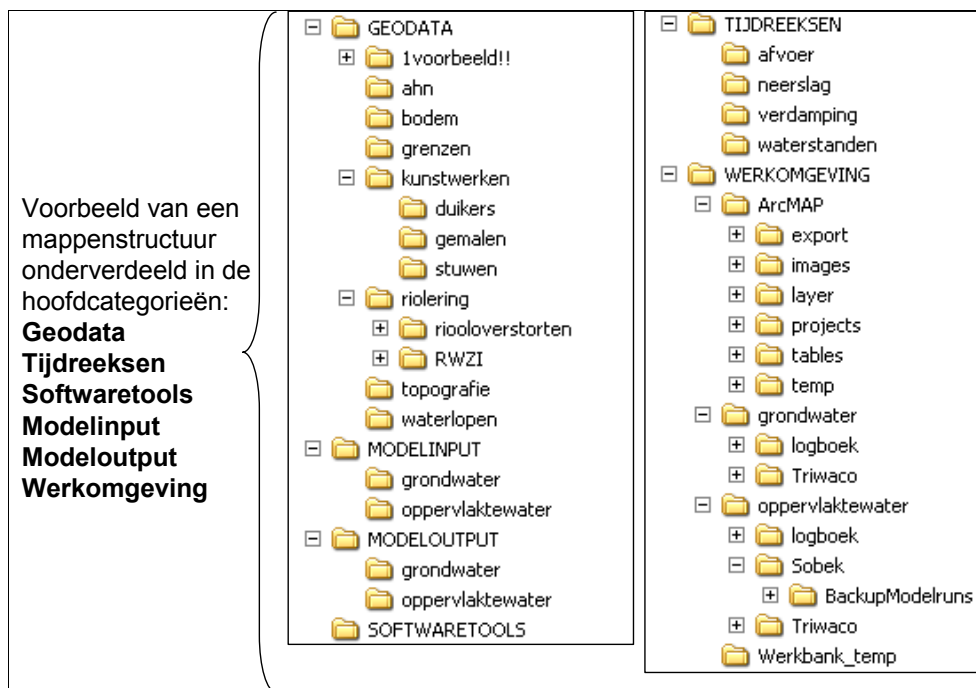 Voorbeeld van een
mappenstructuur
onderverdeeld in de
hoofdcategorieën:
Geodata
Tijdreeksen
Softwaretools
Modelinput
Modeloutput
Werkomgeving
GEODATA
1voorbeeld!!
ahn
bodem
grenzen
kunstwerken
duikers
gemalen
stuwen
riolering
riooloverstorten
RWZI
topografie
waterlopen
MODELINPUT
grondwater
oppervlaktewater
MODELOUTPUT
grondwater
oppervlaktewater
SOFTWARETOOLS
TIJDREEKSEN
afvoer
neerslag
verdamping
waterstanden
WERKOMGEVING
ArcMAP
export
images
layer
projects
tables
temp
grondwater
logboek
Triwaco
oppervlaktewater
logboek
Sobek
BackupModelruns
Triwaco
Werkbank_temp